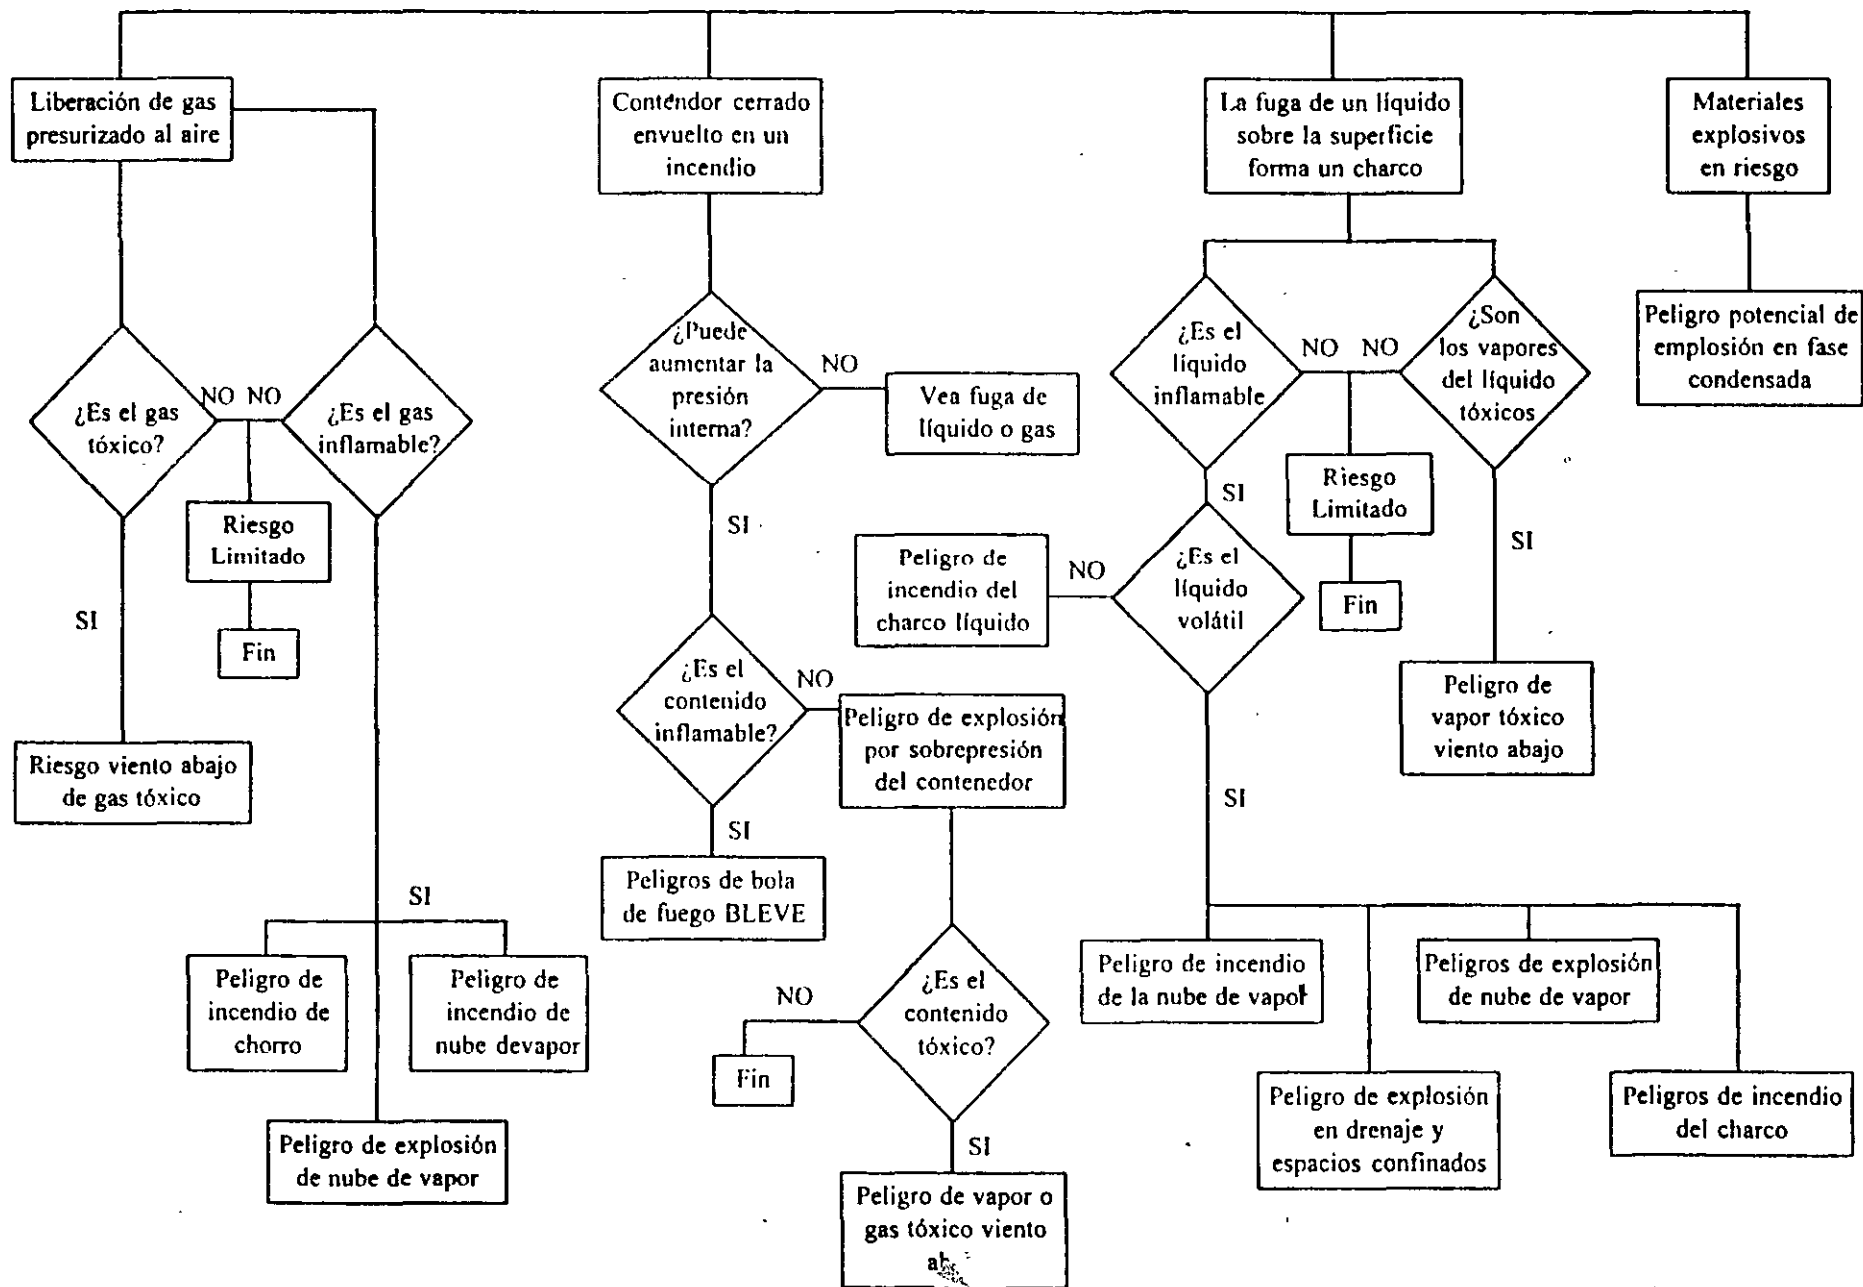 Liberación de gas
presurizado al aire
Contendor cerrado
envuelto en un
incendio
La fuga de un líquido
sobre la superficie
forma un charco
Materiales
explosivos
en riesgo
¿Es el gas
tóxico?
NO
NO
¿Es el gas
inflamable?
Riesgo
Limitado
Fin
SI
Riesgo viento abajo
de gas tóxico
SI
Peligro de
incendio de
chorro
Peligro de
incendio de
nube devapor
Peligro de explosión
de nube de vapor
¿Puede
aumentar la
presión
interna?
NO
Vea fuga de
líquido o gas
SI
¿Es el
contenido
inflamable?
NO
Peligro de explosión
por sobrepresión
del contenedor
SI
Peligros de bola
de fuego BLEVE
¿Es el
contenido
tóxico?
NO
Fin
SI
Peligro de vapor o
gas tóxico viento
¿Es el
líquido
inflamable
NO
NO
¿Son
los vapores
del líquido
tóxicos
Riesgo
Limitado
Fin
SI
¿Es el
líquido
volátil
NO
Peligro de
incendio del
charco líquido
SI
Peligro de
vapor tóxico
viento abajo
SI
Peligro de incendio
de la nube de vapor
Peligros de explosión
de nube de vapor
Peligro de explosión
en drenaje y
espacios confinados
Peligros de incendio
del charco
Peligro potencial de
emplosión en fase
condensada